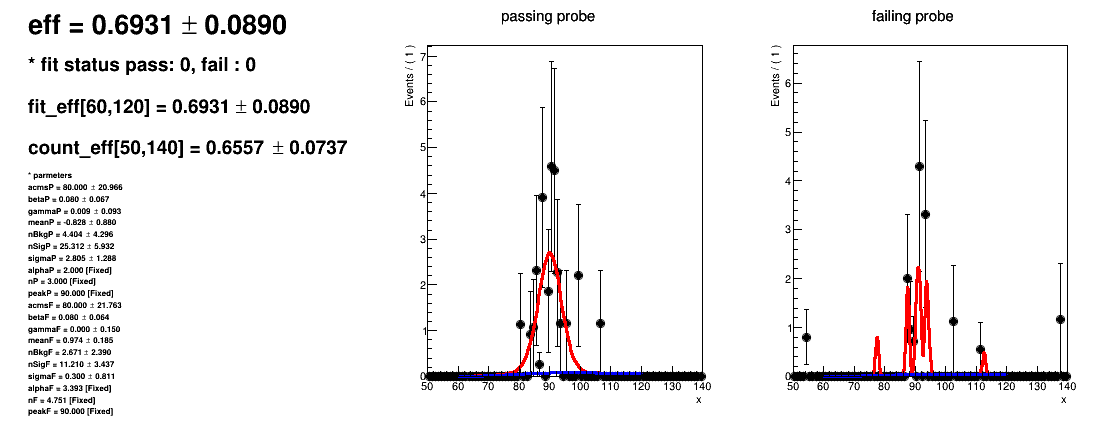 eff = 0.6931 ± 0.0890
* fit status pass: 0, fail : 0
fit_eff[60,120] = 0.6931 ± 0.0890
count_eff[50,140] = 0.6557 ± 0.0737
* parmeters
acmsP = 80.000 ± 20.966
betaP = 0.080 ± 0.067
gammaP = 0.009 ± 0.093
meanP = -0.828 ± 0.880
nBkgP = 4.404 ± 4.296
nSigP = 25.312 ± 5.932
sigmaP = 2.805 ± 1.288
alphaP = 2.000 [Fixed]
nP = 3.000 [Fixed]
peakP = 90.000 [Fixed]
acmsF = 80.000 ± 21.763
betaF = 0.080 ± 0.064
gammaF = 0.000 ± 0.150
meanF = 0.974 ± 0.185
nBkgF = 2.671 ± 2.390
nSigF = 11.210 ± 3.437
sigmaF = 0.300 ± 0.811
alphaF = 3.393 [Fixed]
nF = 4.751 [Fixed]
peakF = 90.000 [Fixed]
passing probe
Events / ( 1 )
7
6
5
4
3
2
1
0
50 60 70 80 90 100 110 120 130 140
x
failing probe
Events / ( 1 )
6
5
4
3
2
1
0
50 60 70 80 90 100 110 120 130 140
x